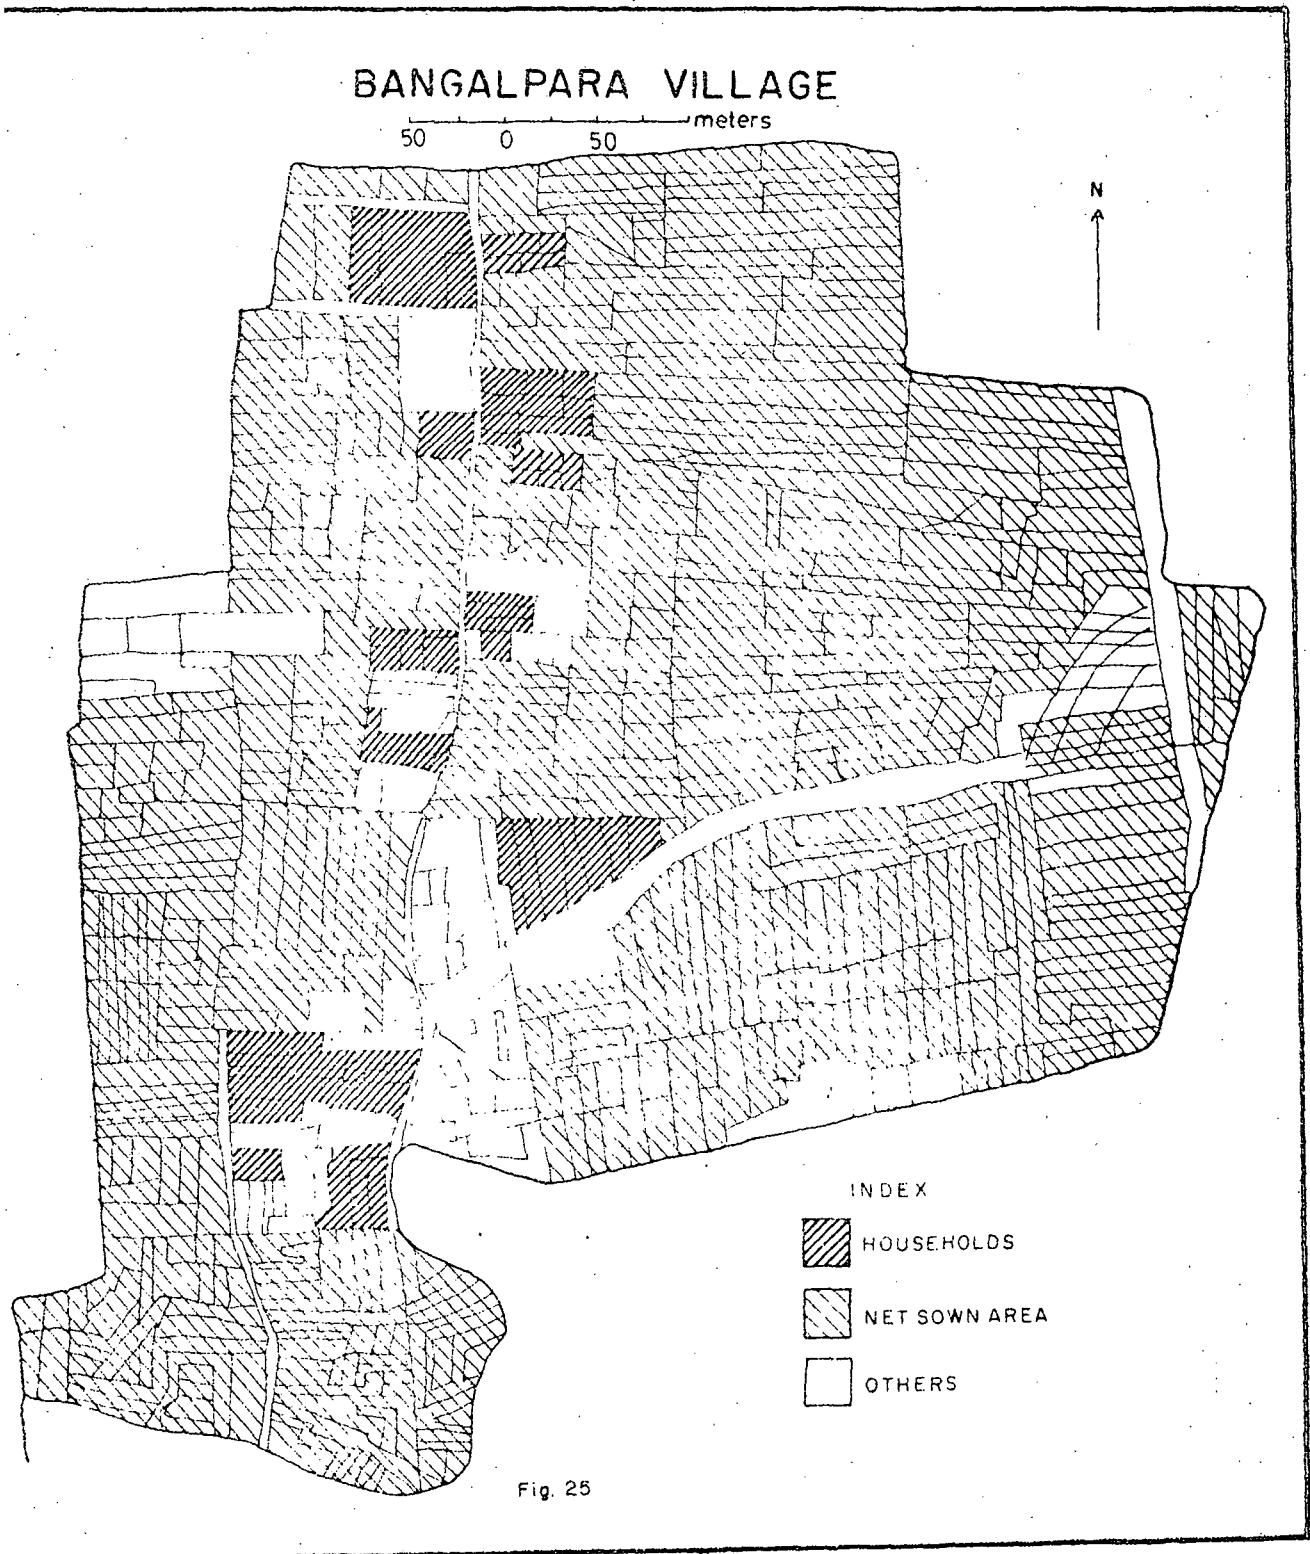 BANGALPARA VILLAGE
50 0 50 meters
N
INDEX
HOUSEHOLDS
NET SOWN AREA
OTHERS
Fig. 25